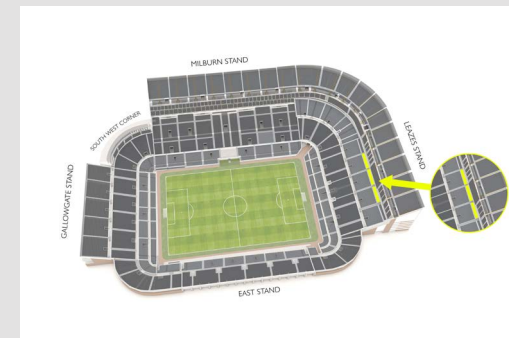 MILBURN STAND
SOUTH WEST CORNER
LEAZES STAND
GALLOWGATE STAND
EAST STAND